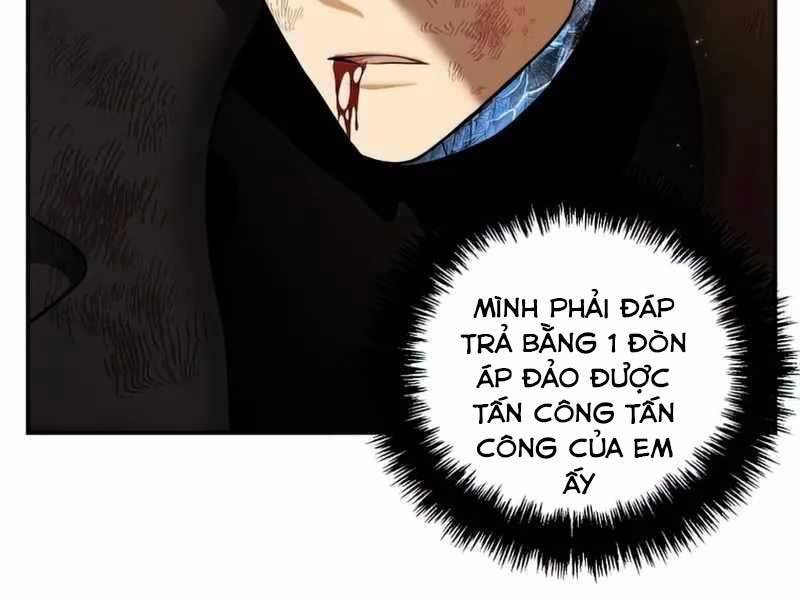 MÌNH PHẢI ĐÁP
TRẢ BẰNG 1 ĐÒN
ÁP ĐẢO ĐƯỢC
TẤN CÔNG TẤN
CÔNG CỦA EM
ẤY